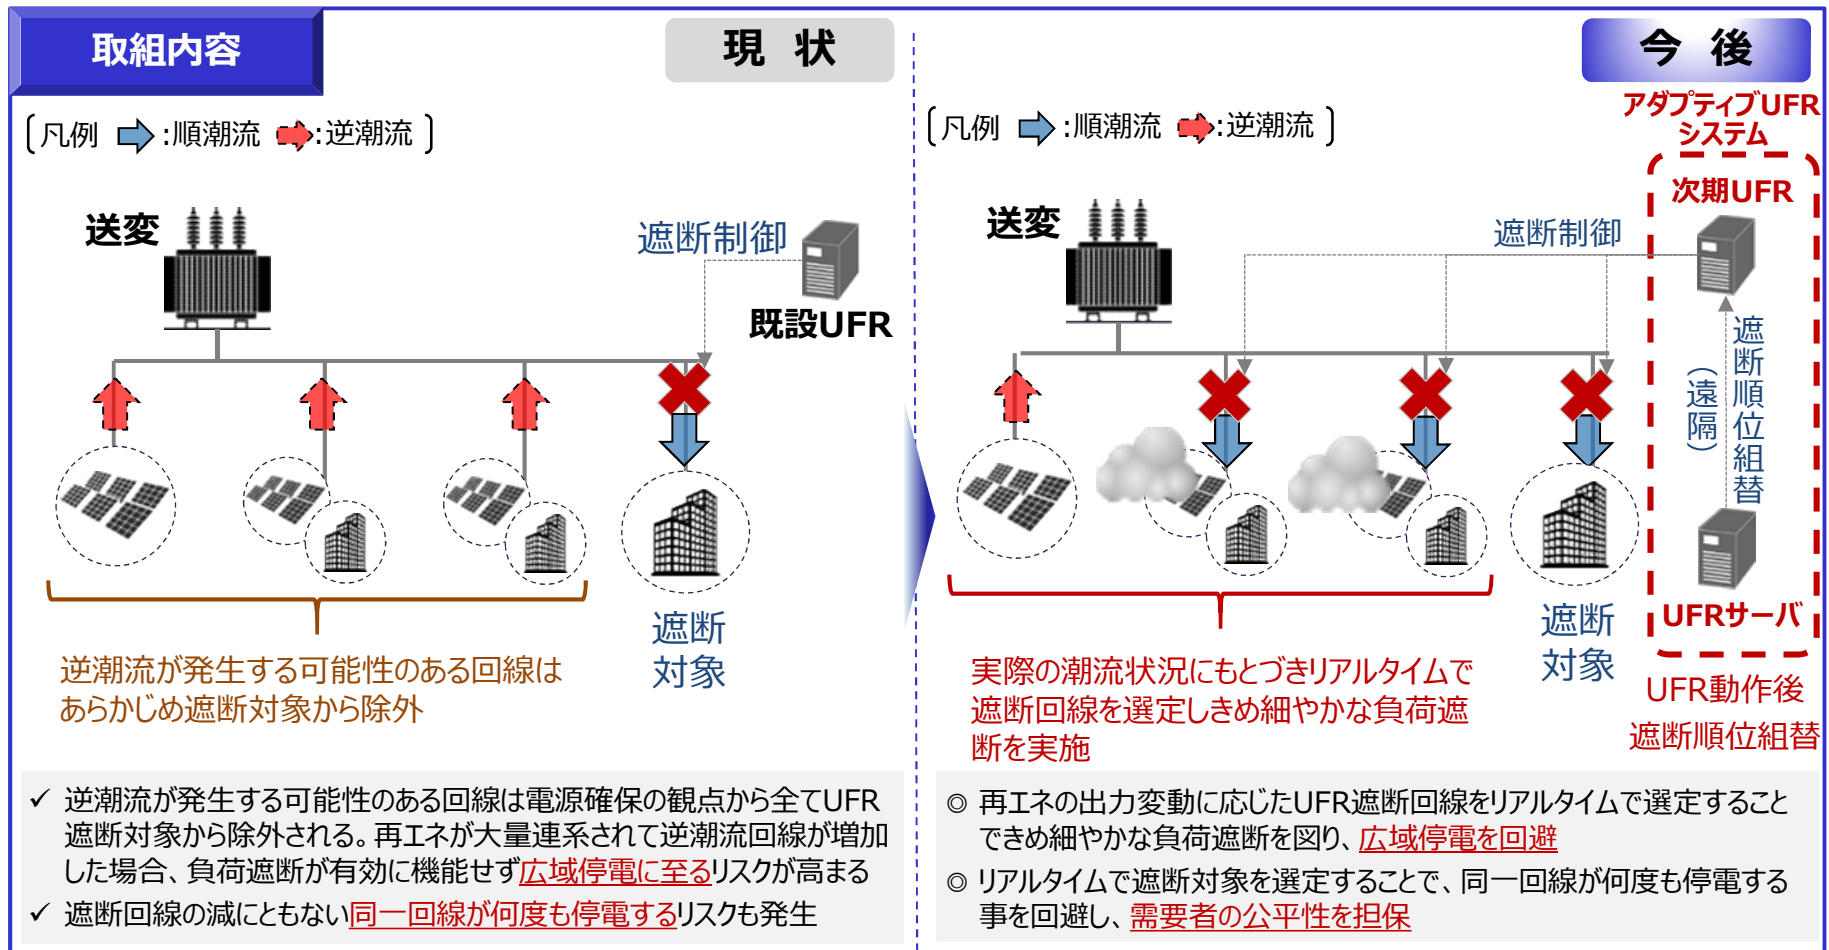 取組内容
現 状
〔凡例 :順潮流 :逆潮流〕
送変
遮断制御
既設UFR
遮断
対象
逆潮流が発生する可能性のある回線は
あらかじめ遮断対象から除外
✓ 逆潮流が発生する可能性のある回線は電源確保の観点から全てUFR
遮断対象から除外される。再エネが大量連系されて逆潮流回線が増加
した場合、負荷遮断が有効に機能せず広域停電に至るリスクが高まる
✓ 遮断回線の減にともない同一回線が何度も停電するリスクも発生
今 後
〔凡例 :順潮流 :逆潮流〕
アダプティブUFR
システム
次期UFR
送変
遮断制御
遮断順位組替
（遠隔）
UFRサーバ
遮断
対象
UFR動作後
遮断順位組替
実際の潮流状況にもとづきリアルタイムで
遮断回線を選定しきめ細やかな負荷遮
断を実施
◎ 再エネの出力変動に応じたUFR遮断回線をリアルタイムで選定すること
できめ細やかな負荷遮断を図り、広域停電を回避
◎ リアルタイムで遮断対象を選定することで、同一回線が何度も停電する
事を回避し、需要者の公平性を担保